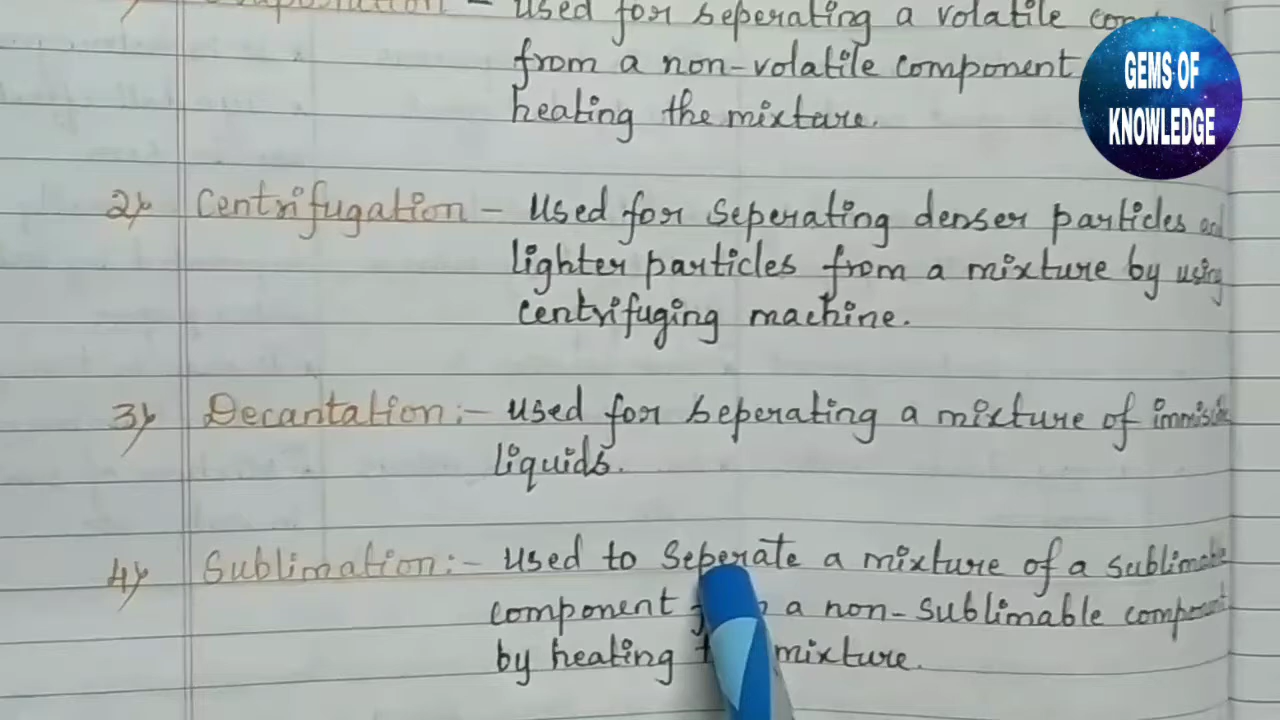 - Used for seperating a volatile
from a non-volatile component
heating the mixture.
GEMS OF
KNOWLEDGE
2) Centrifugation - Used for seperating denser particles and
lighter particles from a mixture by using
centrifuging machine.
3) Decantation :- Used for seperating a mixture of
liquids.
4) Sublimation :- Used to seperate a mixture of a
component a non-sublimable
by heating mixture.